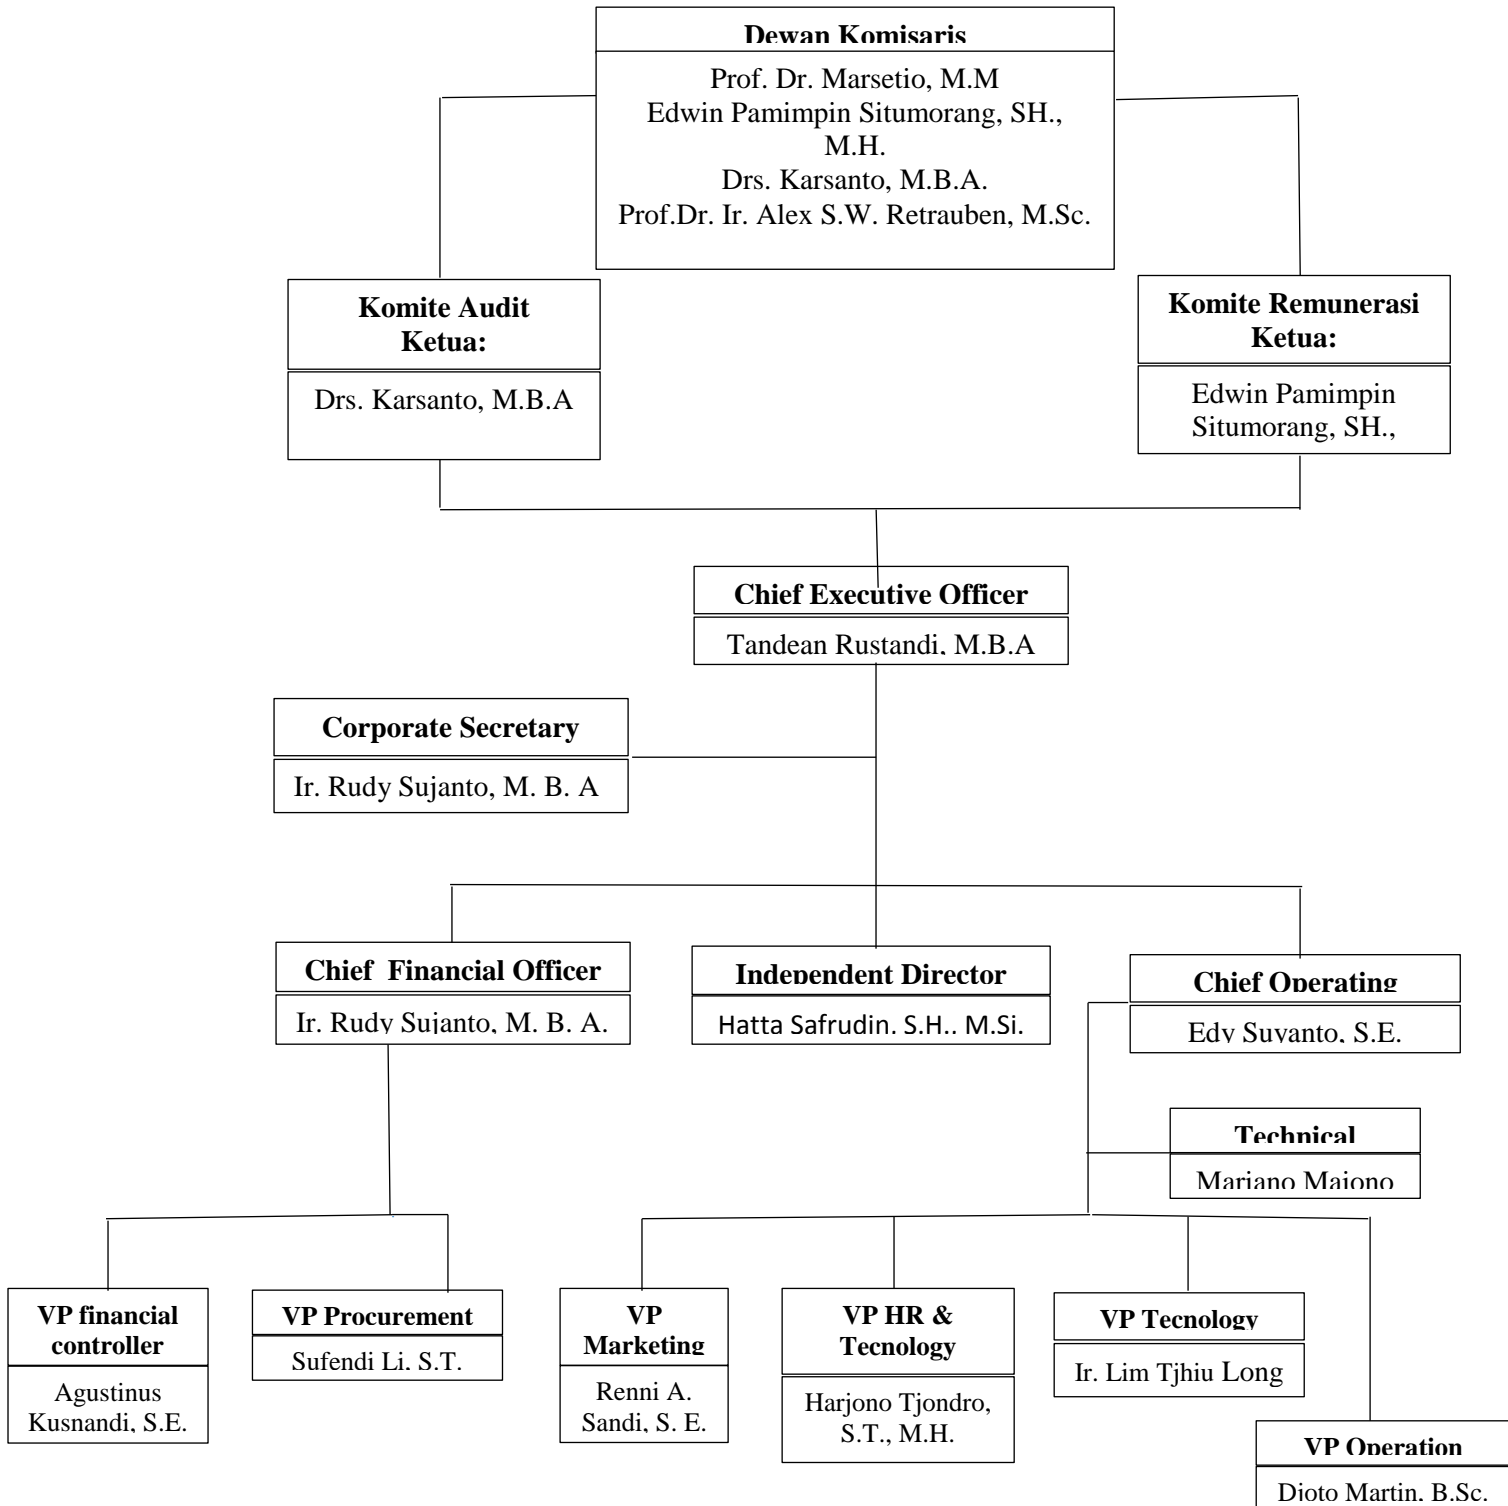 Dewan Komisaris
Prof. Dr. Marsetio, M.M
Edwin Pamimpin Situmorang, SH.,
M.H.
Drs. Karsanto, M.B.A.
Prof.Dr. Ir. Alex S.W. Retrauben, M.Sc.
Komite Audit
Ketua:
Drs. Karsanto, M.B.A
Komite Remunerasi
Ketua:
Edwin Pamimpin
Situmorang, SH.,
Chief Executive Officer
Tandean Rustandi, M.B.A
Corporate Secretary
Ir. Rudy Sujanto, M. B. A
Chief Financial Officer
Ir. Rudy Sujanto, M. B. A.
Independent Director
Hatta Safrudin. S.H.. M.Si.
Chief Operating
Edy Suyanto, S.E.
Technical
Mariano Maiono
VP financial
controller
Agustinus
Kusnandi, S.E.
VP Procurement
Sufendi Li. S.T.
VP
Marketing
Renni A.
Sandi, S. E.
VP HR &
Tecnology
Harjono Tjondro,
S.T., M.H.
VP Tecnology
Ir. Lim Tjhiu Long
VP Operation
Dioto Martin, B.Sc.